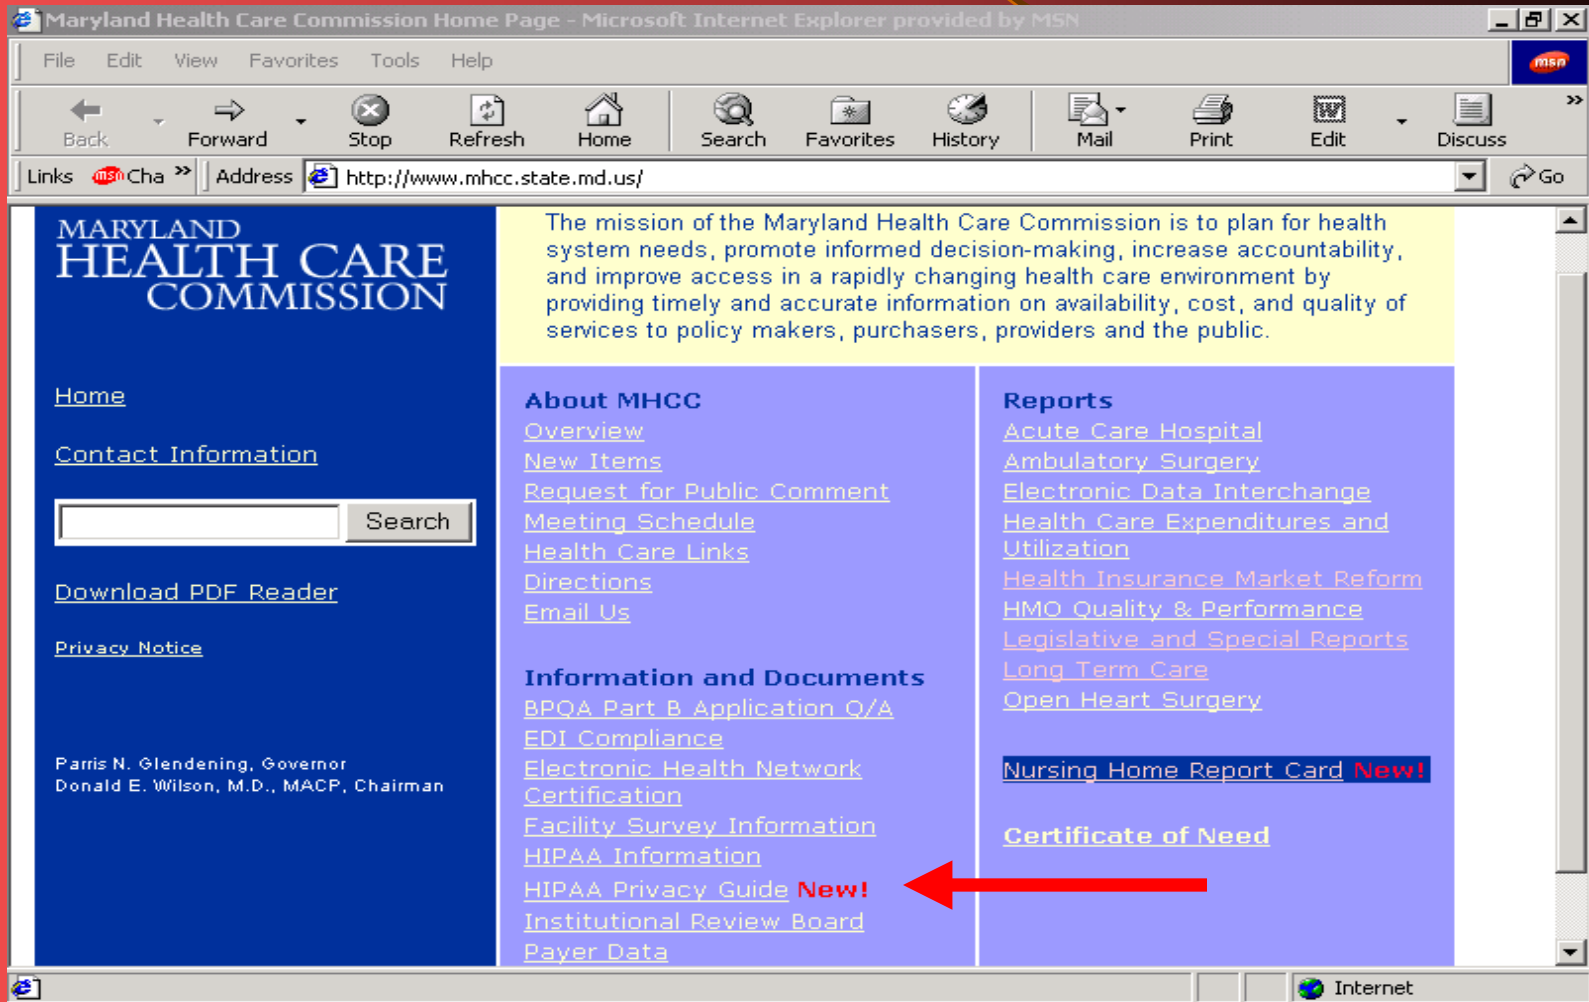 Maryland Health Care Commission Home Page - Microsoft Internet Explorer provided by MSN
File Edit View Favorites Tools Help
msn
Back Forward Stop Refresh Home Search Favorites History Mail Print Edit Discuss »
Links msn Cha » Address http://www.mhcc.state.md.us/ Go
MARYLAND
HEALTH CARE
COMMISSION
Home
Contact Information
Search
Download PDF Reader
Privacy Notice
Parris N. Glendening, Governor
Donald E. Wilson, M.D., MACP, Chairman
The mission of the Maryland Health Care Commission is to plan for health
system needs, promote informed decision-making, increase accountability,
and improve access in a rapidly changing health care environment by
providing timely and accurate information on availability, cost, and quality of
services to policy makers, purchasers, providers and the public.
About MHCC
Overview
New Items
Request for Public Comment
Meeting Schedule
Health Care Links
Directions
Email Us
Information and Documents
BPQA Part B Application Q/A
EDI Compliance
Electronic Health Network
Certification
Facility Survey Information
HIPAA Information
HIPAA Privacy Guide New!
Institutional Review Board
Payer Data
Reports
Acute Care Hospital
Ambulatory Surgery
Electronic Data Interchange
Health Care Expenditures and
Utilization
Health Insurance Market Reform
HMO Quality & Performance
Legislative and Special Reports
Long Term Care
Open Heart Surgery
Nursing Home Report Card New!
Certificate of Need
Internet